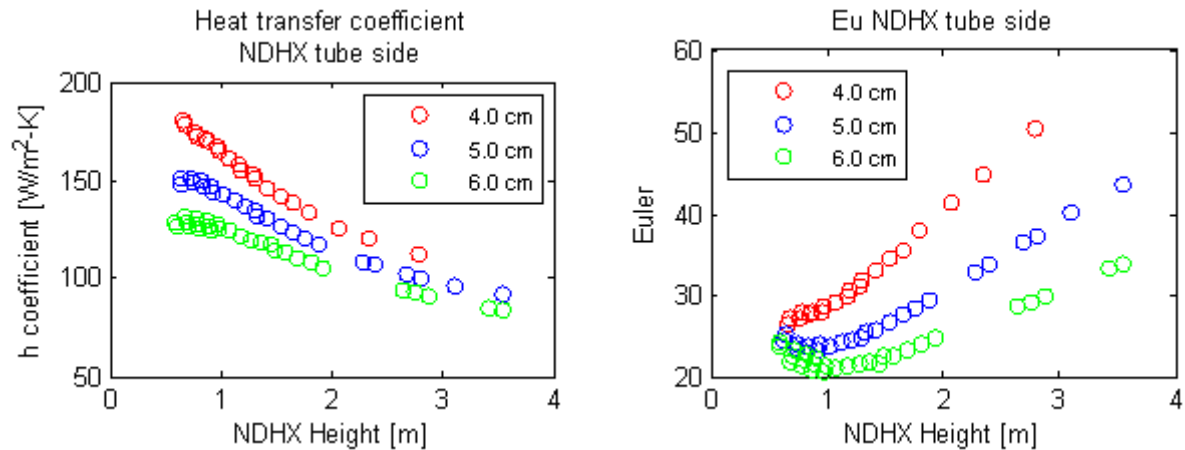 Heat transfer coefficient
NDHX tube side
200
150
100
50
h coefficient [W/m²-K]
4.0 cm
5.0 cm
6.0 cm
0
1
2
3
4
NDHX Height [m]
Eu NDHX tube side
60
50
40
30
20
Euler
4.0 cm
5.0 cm
6.0 cm
0
1
2
3
4
NDHX Height [m]